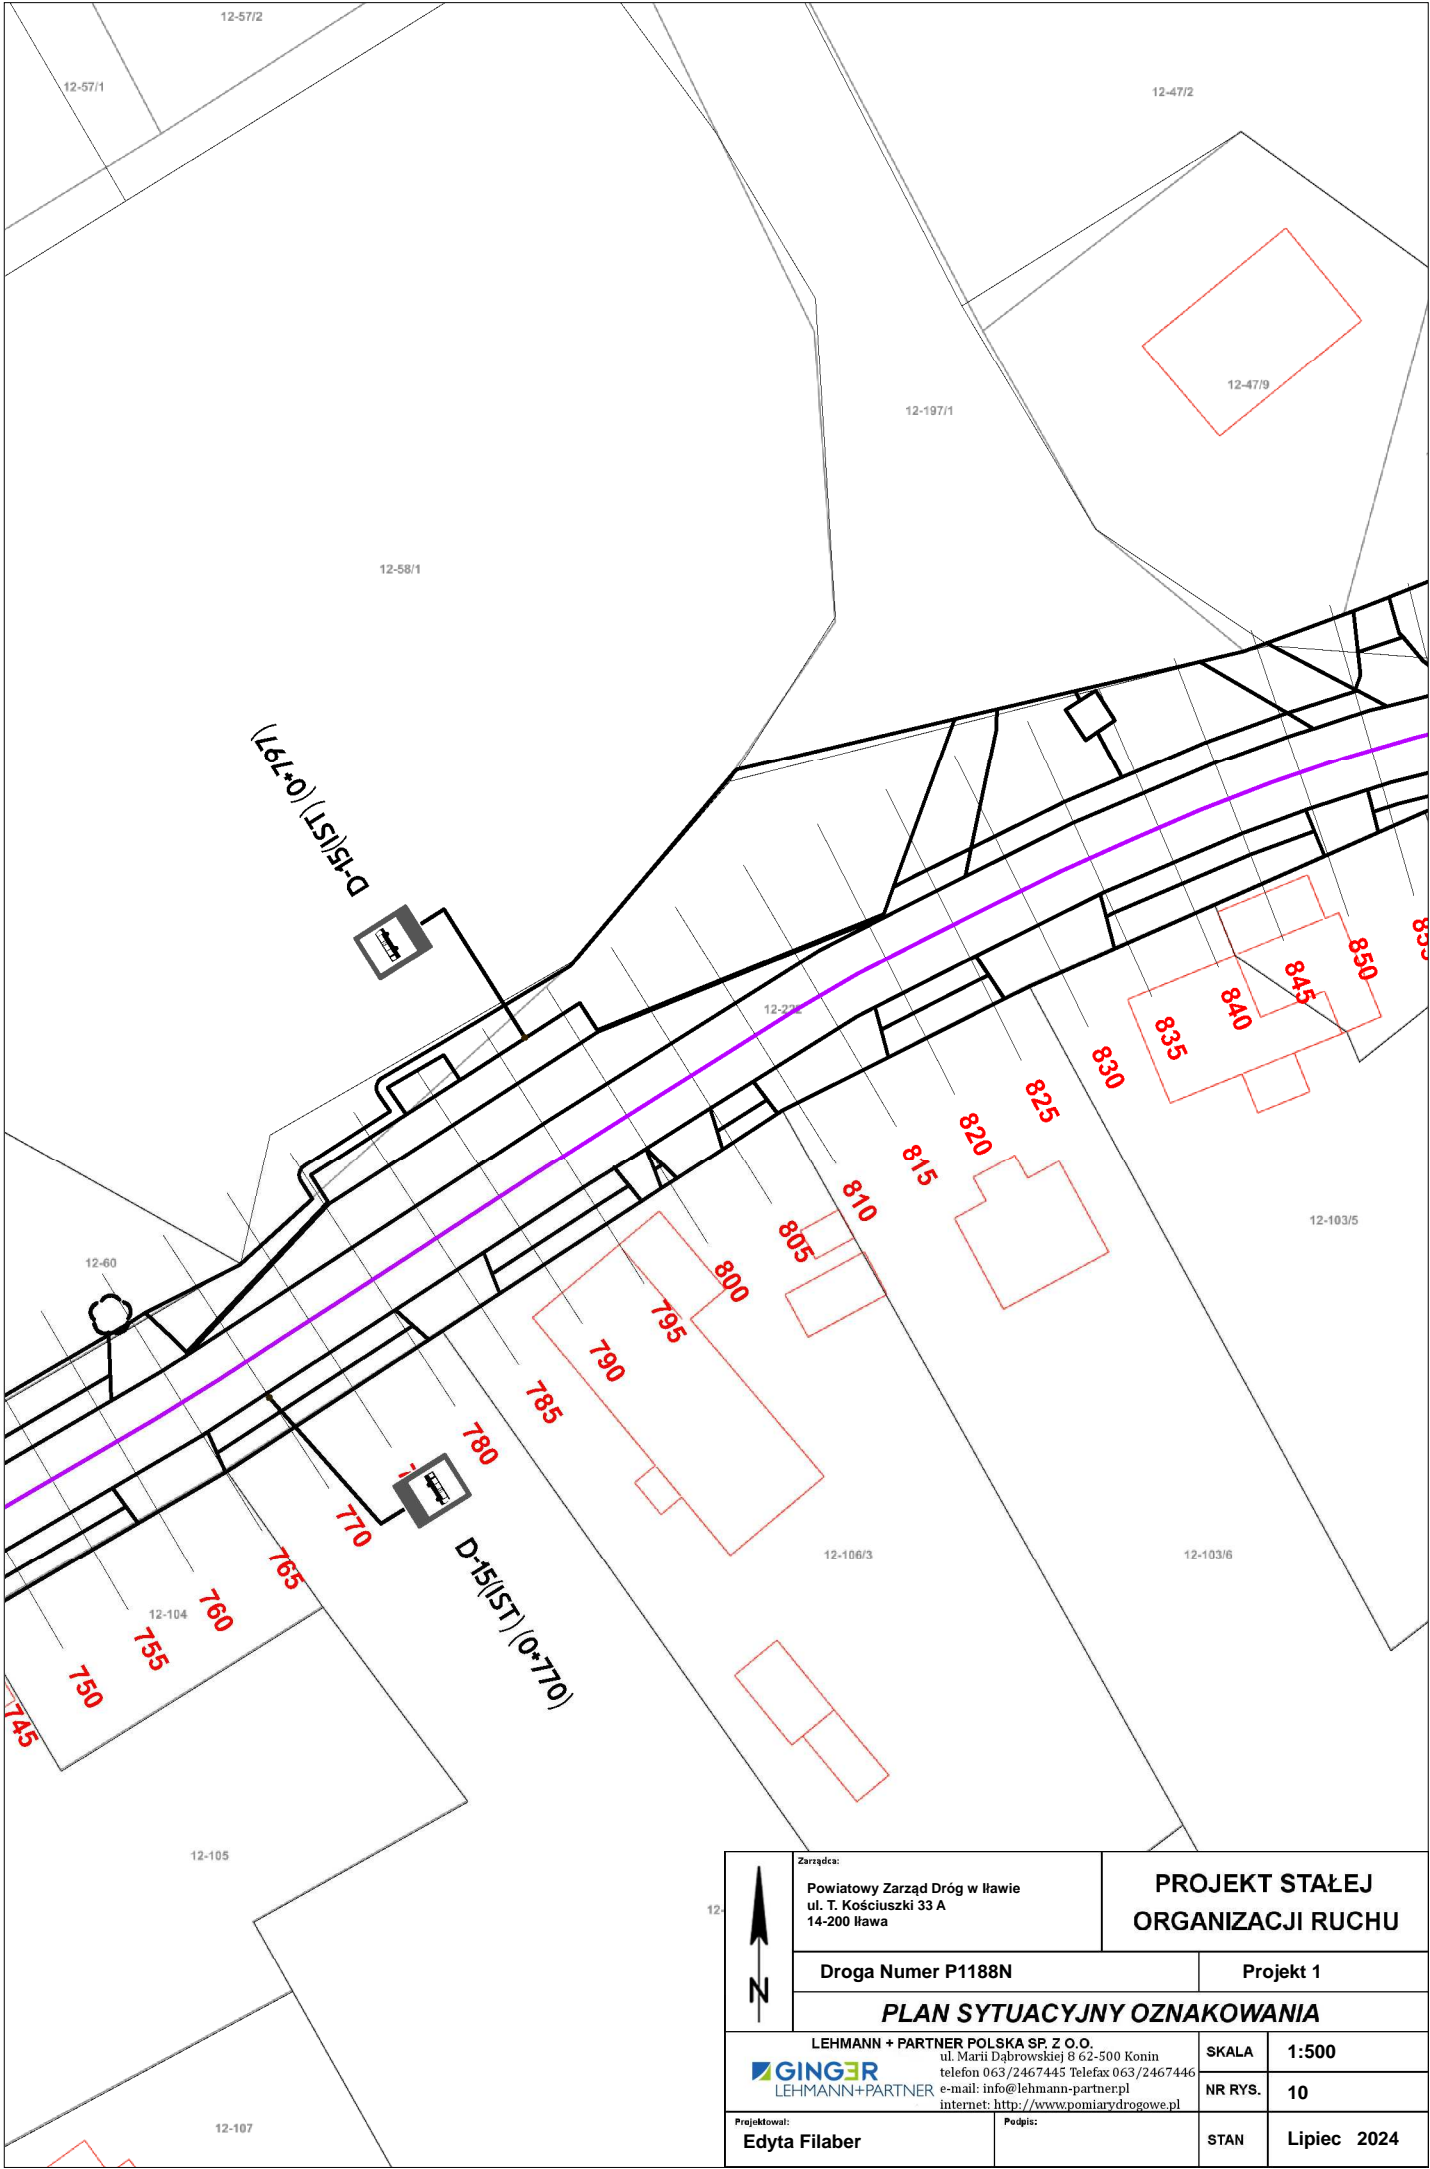 12-57/2
12-57/1
12-47/2
12-47/9
12-197/1
12-58/1
D-15(IST) (0+797)
12-222
12-60
12-103/5
855
850
845
840
835
830
825
820
815
810
805
800
795
790
785
780
770
765
760
755
750
745
D-15(IST) (0+770)
12-104
12-106/3
12-103/6
12-105
12-107
12-
Zarządca:
Powiatowy Zarząd Dróg w Iławie
ul. T. Kościuszki 33 A
14-200 Iława
PROJEKT STAŁEJ
ORGANIZACJI RUCHU
N
Droga Numer P1188N
Projekt 1
PLAN SYTUACYJNY OZNAKOWANIA
LEHMANN + PARTNER POLSKA SP. Z O.O.
GINGER
LEHMANN+PARTNER
ul. Marii Dąbrowskiej 8 62-500 Konin
telefon 063/2467445 Telefax 063/2467446
e-mail: info@lehmann-partner.pl
internet: http://www.pomiarydrogowe.pl
SKALA 1:500
NR RYS. 10
Projektował:
Edyta Filaber
Podpis:
STAN Lipiec 2024